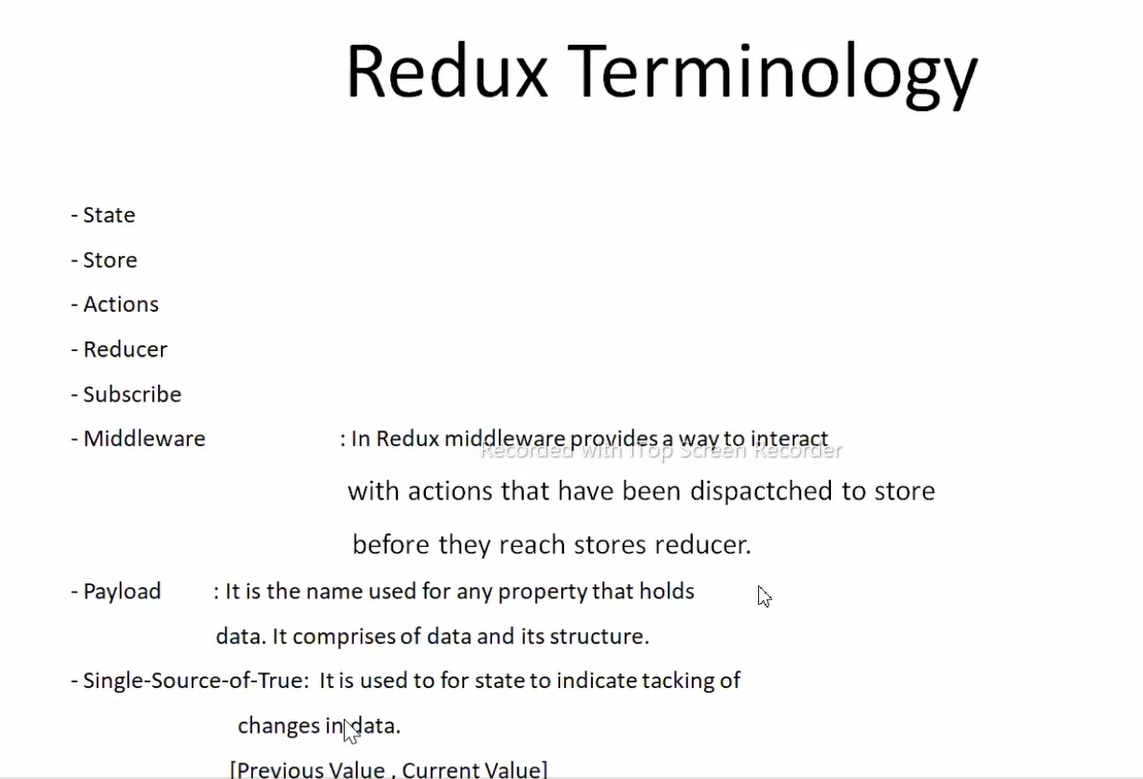 Redux Terminology
- State
- Store
- Actions
- Reducer
- Subscribe
- Middleware : In Redux middleware provides a way to interact
Recorded with iTop Screen Recorder
with actions that have been dispactched to store
before they reach stores reducer.
- Payload : It is the name used for any property that holds
data. It comprises of data and its structure.
- Single-Source-of-True: It is used to for state to indicate tacking of
changes in data.
[Previous Value , Current Value]